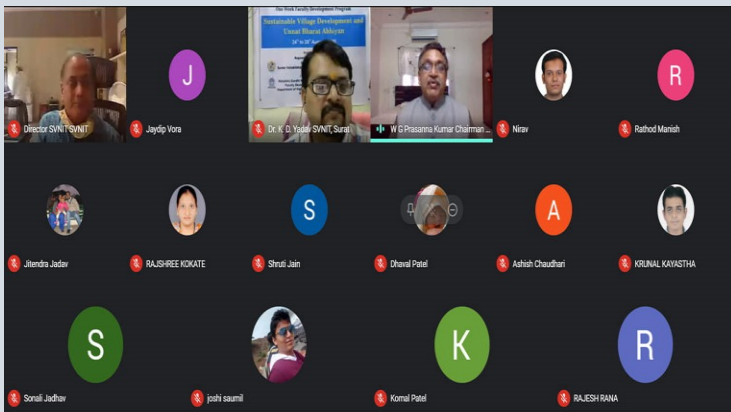 One Week Faculty Development Program
Sustainable Village Development and
Unnat Bharat Abhiyan
Director SVNIT SVNIT
J
Jaydip Vora
Dr. K. D. Yadav SVNIT, Surat
W G Prasanna Kumar Chairman ...
Nirav
R
Rathod Manish
Jitendra Jadav
RAJSHREE KOKATE
S
Shruti Jain
Dhaval Patel
A
Ashish Chaudhari
KRUNAL KAYASTHA
S
Sonali Jadhav
joshi saumil
K
Komal Patel
R
RAJESH RANA